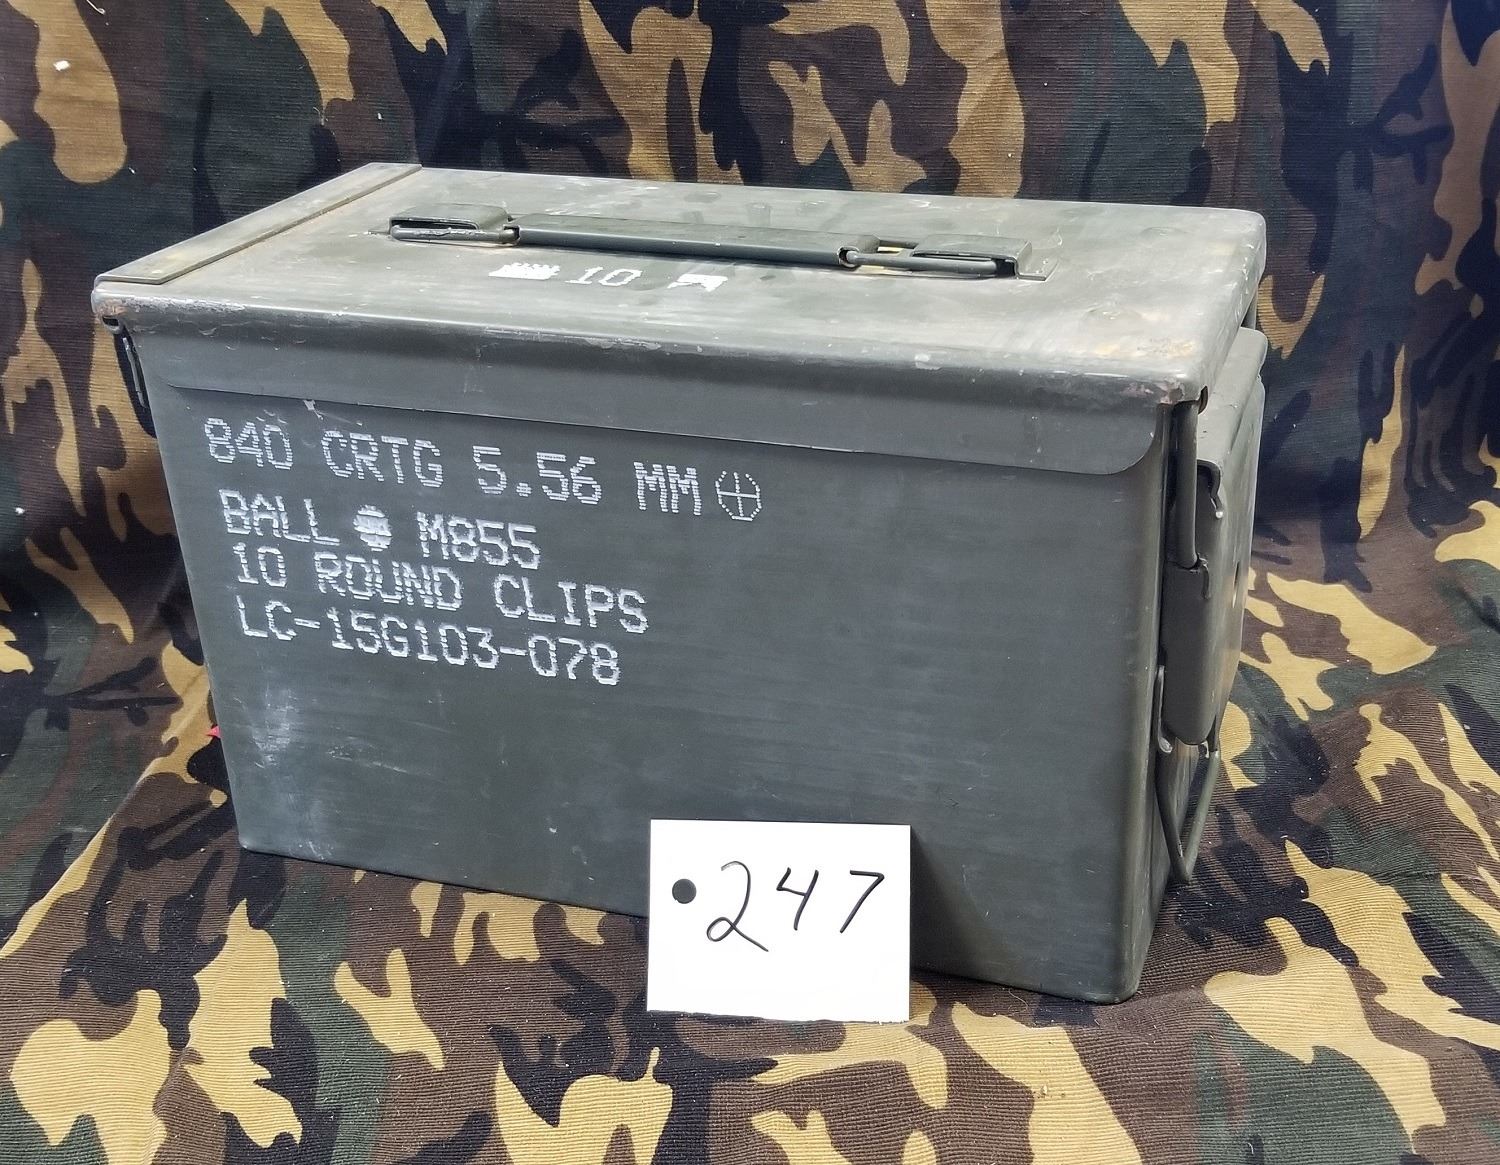 10
840 CRTG 5.56 MM
BALL M855
10 ROUND CLIPS
LC-15G103-078
247